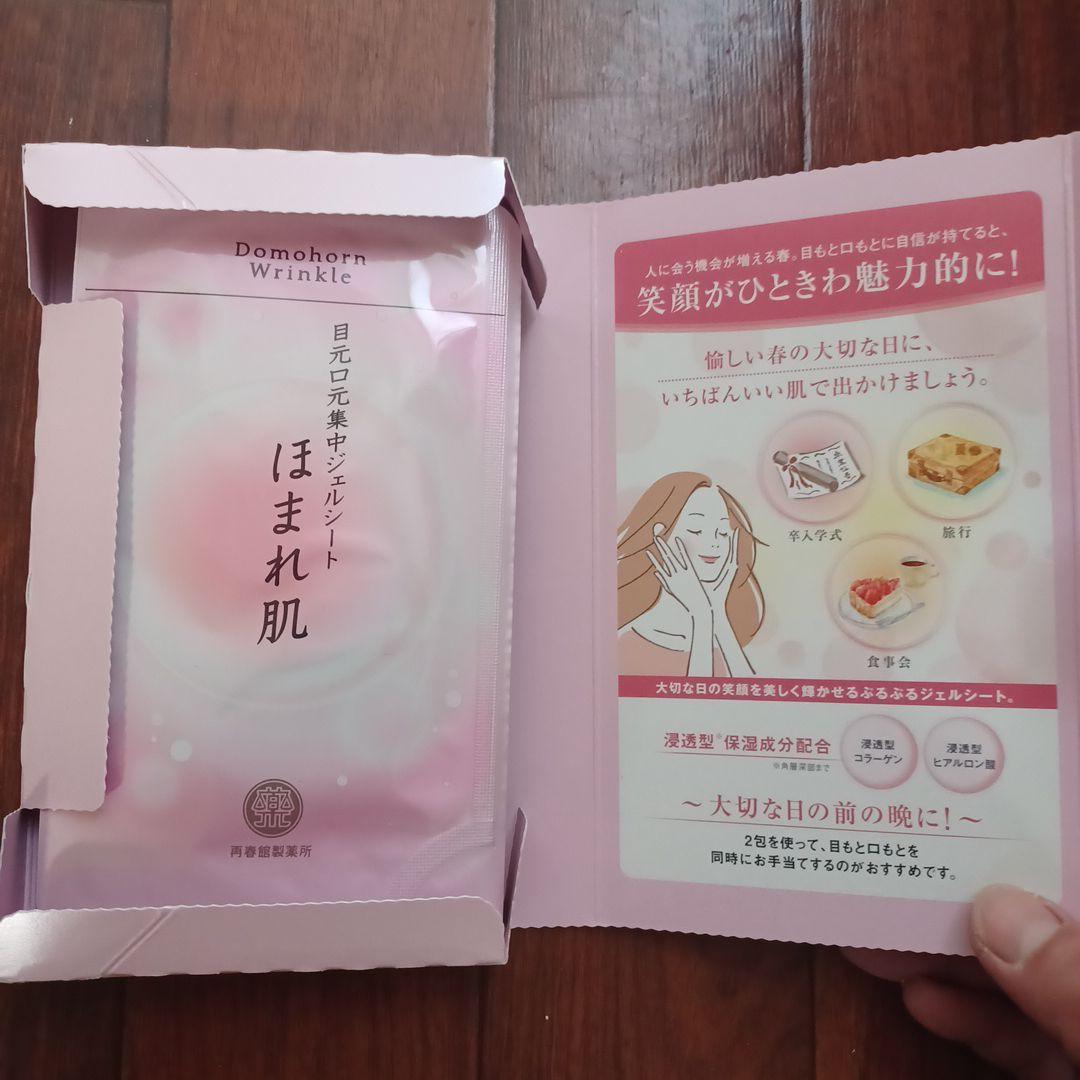 Domohorn
Wrinkle
目元口元集中ジェルシート
ほまれ肌
再春館製薬所
人に会う機会が増える春。目もと口もとに自信が持てると、
笑顔がひときわ魅力的に!
愉しい春の大切な日に、
いちばんいい肌で出かけましょう。
卒入学式
旅行
食事会
大切な日の笑顔を美しく輝かせるぷるぷるジェルシート。
浸透型※保湿成分配合
※角層深部まで
浸透型
コラーゲン
浸透型
ヒアルロン酸
～大切な日の前の晩に!～
2包を使って、目もと口もとを
同時にお手当てするのがおすすめです。